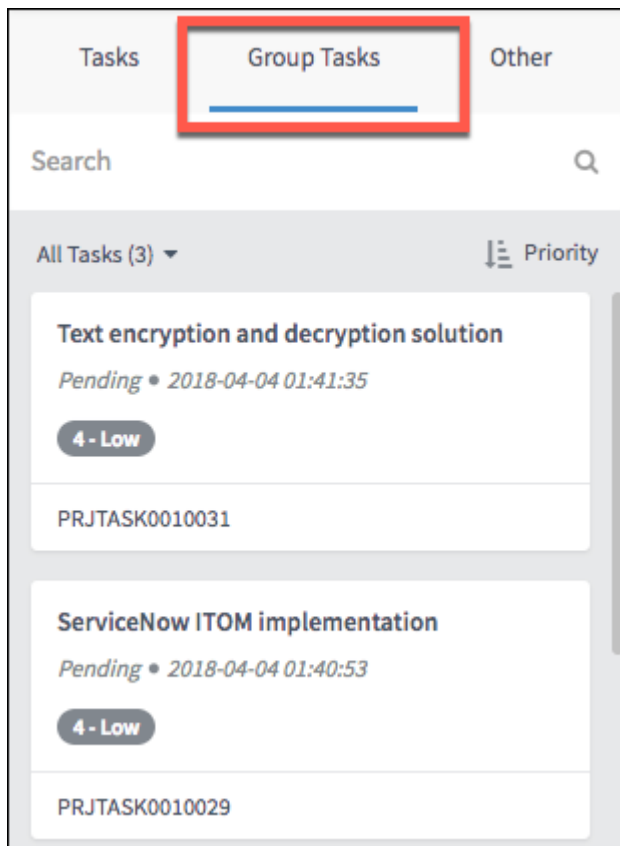 Tasks Group Tasks Other
Search
All Tasks (3) Priority
Text encryption and decryption solution
Pending • 2018-04-04 01:41:35
4 - Low
PRJTASK0010031
ServiceNow ITOM implementation
Pending • 2018-04-04 01:40:53
4 - Low
PRJTASK0010029